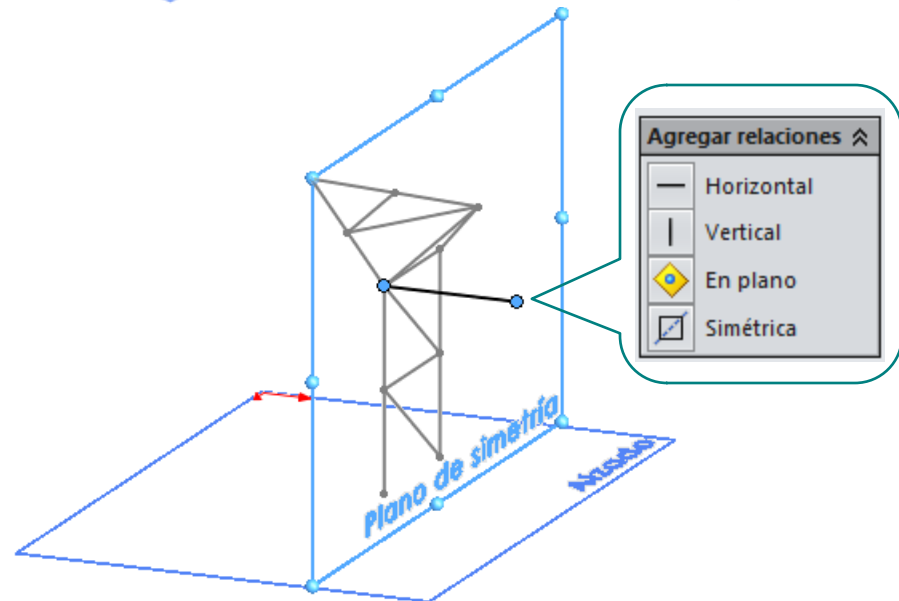 Agregar relaciones
Horizontal
Vertical
En plano
Simétrica
Plano de simetría